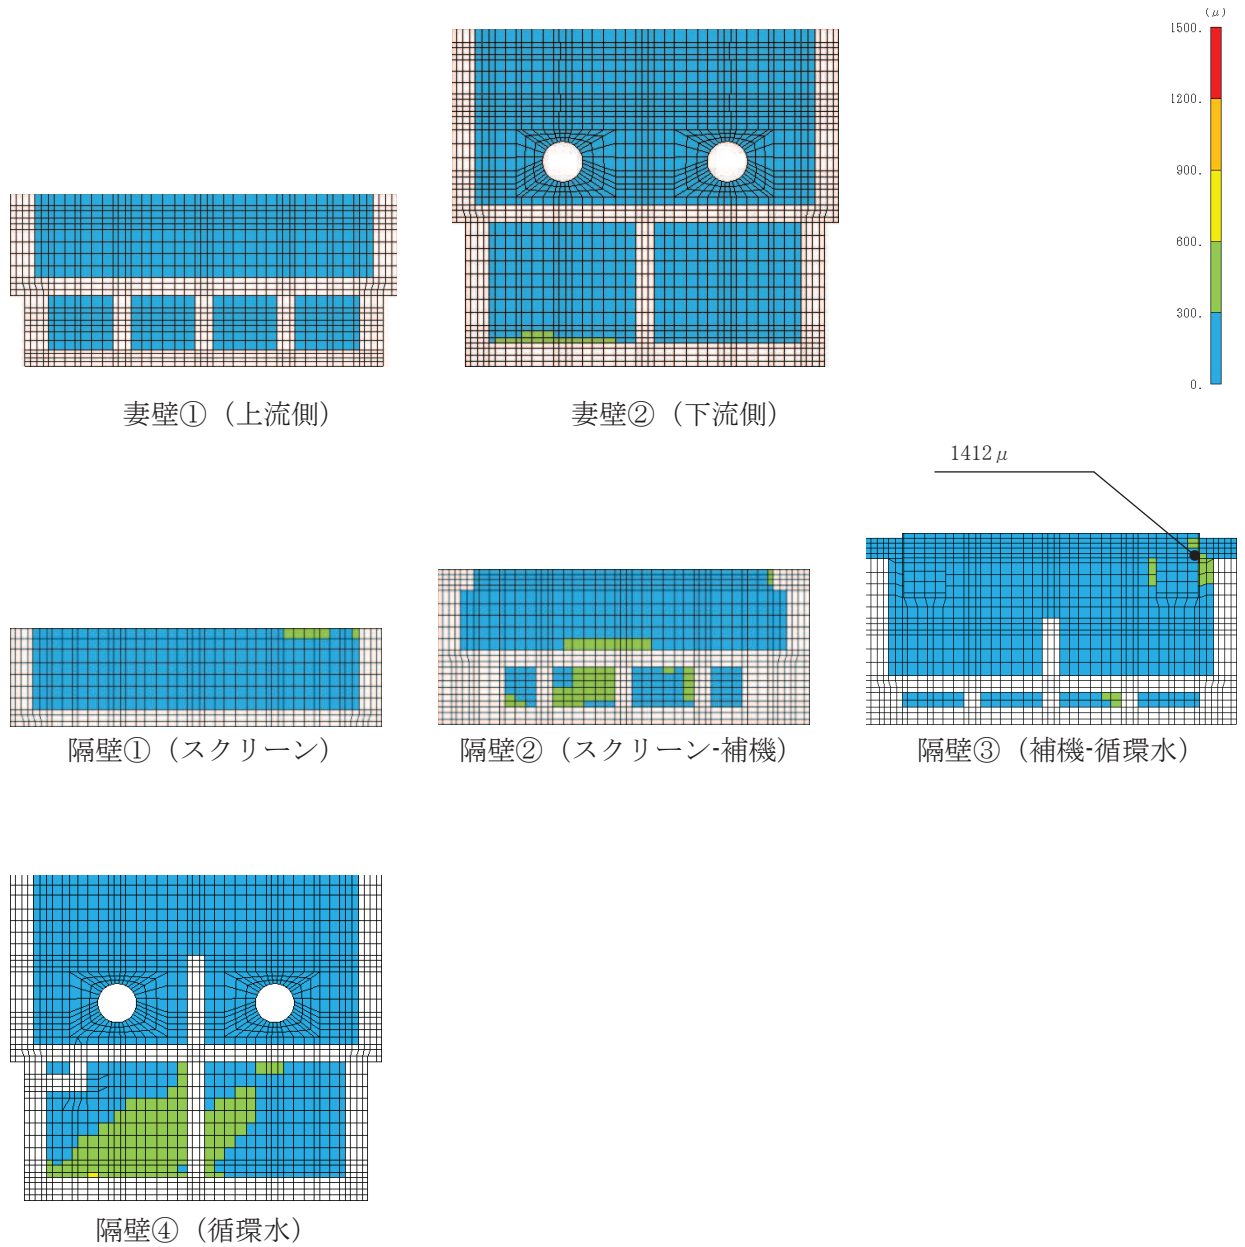 (μ)
1500.
1200.
900.
600.
300.
0.
妻壁①（上流側）
妻壁②（下流側）
1412μ
隔壁①（スクリーン）
隔壁②（スクリーン-補機）
隔壁③（補機-循環水）
隔壁④（循環水）